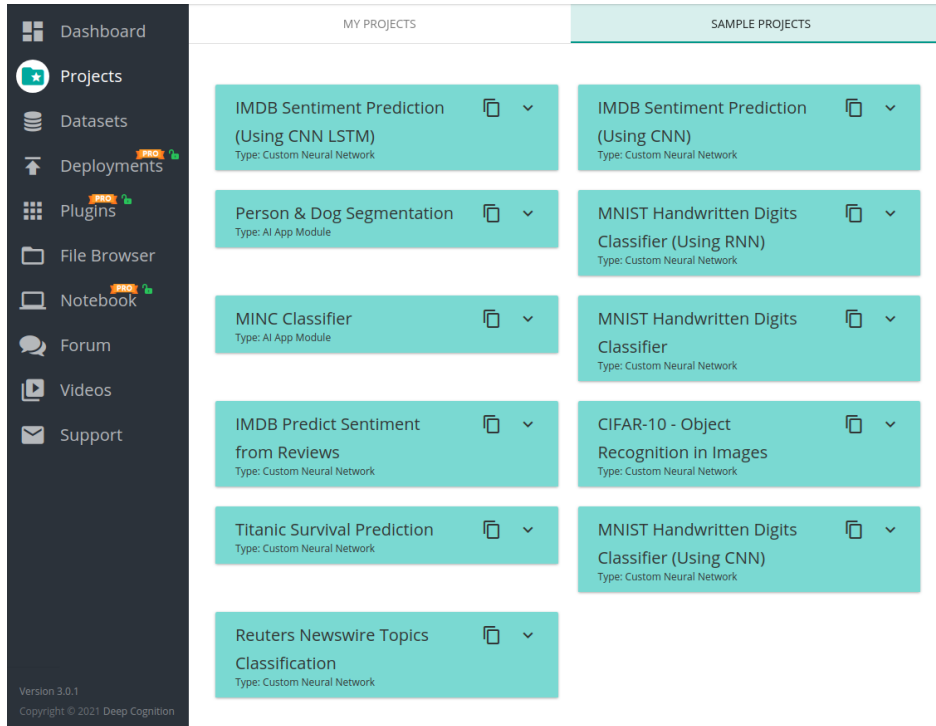 Dashboard
Projects
Datasets
PRO
Deployments
PRO
Plugins
File Browser
PRO
Notebook
Forum
Videos
Support
Version 3.0.1
Copyright © 2021 Deep Cognition
MY PROJECTS
SAMPLE PROJECTS
IMDB Sentiment Prediction
(Using CNN LSTM)
Type: Custom Neural Network
IMDB Sentiment Prediction
(Using CNN)
Type: Custom Neural Network
Person & Dog Segmentation
Type: AI App Module
MNIST Handwritten Digits
Classifier (Using RNN)
Type: Custom Neural Network
MINC Classifier
Type: AI App Module
MNIST Handwritten Digits
Classifier
Type: Custom Neural Network
IMDB Predict Sentiment
from Reviews
Type: Custom Neural Network
CIFAR-10 - Object
Recognition in Images
Type: Custom Neural Network
Titanic Survival Prediction
Type: Custom Neural Network
MNIST Handwritten Digits
Classifier (Using CNN)
Type: Custom Neural Network
Reuters Newswire Topics
Classification
Type: Custom Neural Network